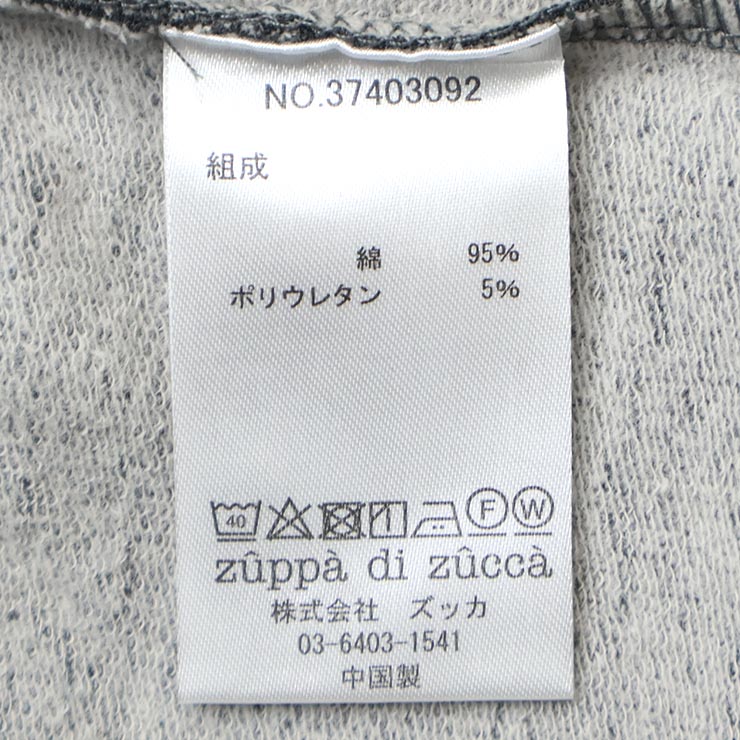 NO.37403092
組成
綿 95%
ポリウレタン 5%
40 F W
zûppà di zûccà
株式会社 ズッカ
03-6403-1541
中国製